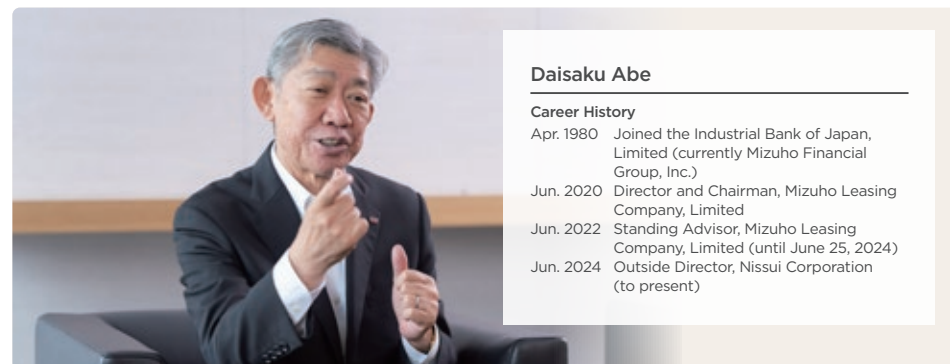 Daisaku Abe
Career History
Apr. 1980 Joined the Industrial Bank of Japan,
Limited (currently Mizuho Financial
Group, Inc.)
Jun. 2020 Director and Chairman, Mizuho Leasing
Company, Limited
Jun. 2022 Standing Advisor, Mizuho Leasing
Company, Limited (until June 25, 2024)
Jun. 2024 Outside Director, Nissui Corporation
(to present)